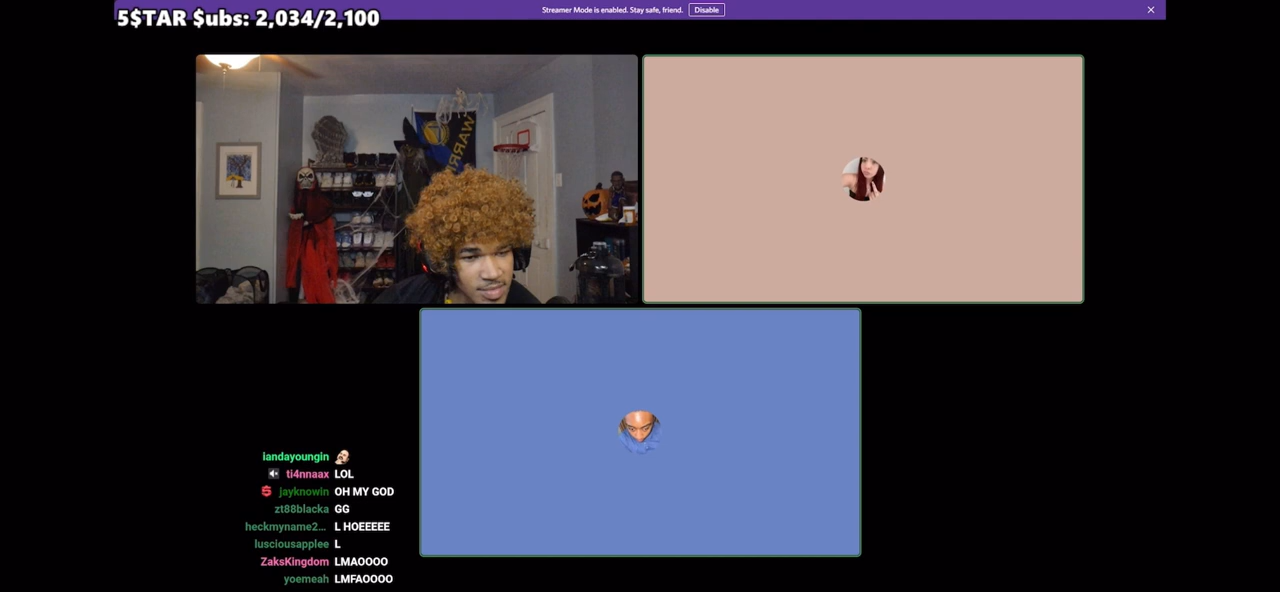 5$TAR $ubs: 2,034/2,100
Streamer Mode is enabled. Stay safe, friend. Disable
WARRI
iandayoungin
ti4nnaax LOL
jayknowin OH MY GOD
zt88blacka GG
heckmyname2... L HOEEEEE
lusciousapplee L
ZaksKingdom LMAOOOO
yoemeah LMFAOOOO